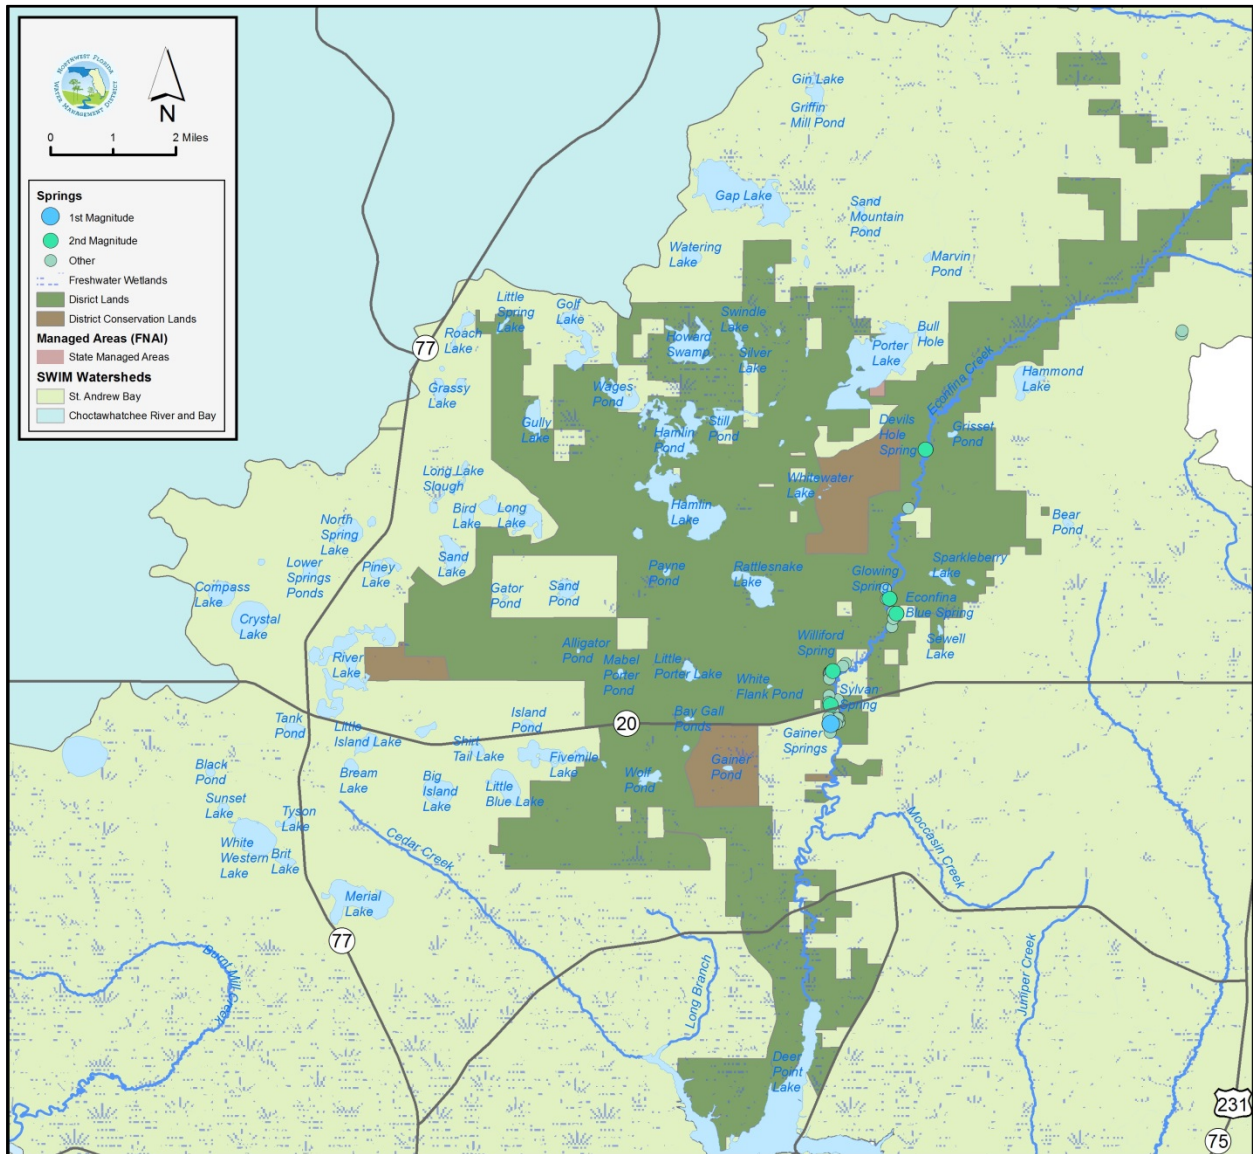 NORTHWEST FLORIDA
WATER MANAGEMENT DISTRICT
N
0 1 2 Miles
Springs
1st Magnitude
2nd Magnitude
Other
Freshwater Wetlands
District Lands
District Conservation Lands
Managed Areas (FNAI)
State Managed Areas
SWIM Watersheds
St. Andrew Bay
Choctawhatchee River and Bay
Gin Lake
Griffin
Mill Pond
Gap Lake
Sand
Mountain
Pond
Watering
Lake
Marvin
Pond
Little
Spring
Lake
Golf
Lake
Swindle
Lake
Roach
Lake
77
Howard
Swamp
Silver
Lake
Porter
Lake
Bull
Hole
Econfina Creek
Hammond
Lake
Grassy
Lake
Wages
Pond
Gully
Lake
Hamlin
Pond
Still
Pond
Devils
Hole
Spring
Grisset
Pond
Long Lake
Slough
Whitewater
Lake
Bird
Lake
Long
Lake
Hamlin
Lake
Bear
Pond
North
Spring
Lake
Sand
Lake
Lower
Springs
Ponds
Piney
Lake
Payne
Pond
Rattlesnake
Lake
Glowing
Spring
Sparkleberry
Lake
Compass
Lake
Gator
Pond
Sand
Pond
Econfina
Blue Spring
Crystal
Lake
Alligator
Pond
Williford
Spring
Sewell
Lake
River
Lake
Mabel
Porter
Pond
Little
Porter Lake
White
Flank Pond
Sylvan
Spring
Tank
Pond
Little
Island Lake
Island
Pond
20
Bay Gall
Ponds
Gainer
Springs
Shirt
Tail Lake
Fivemile
Lake
Black
Pond
Bream
Lake
Big
Island
Lake
Little
Blue Lake
Wolf
Pond
Gainer
Pond
Sunset
Lake
Tyson
Lake
White
Western
Lake
Brit
Lake
Cedar Creek
Moccasin Creek
Merial
Lake
77
Burnt Mill Creek
Long Branch
Juniper Creek
Deer
Point
Lake
231
75